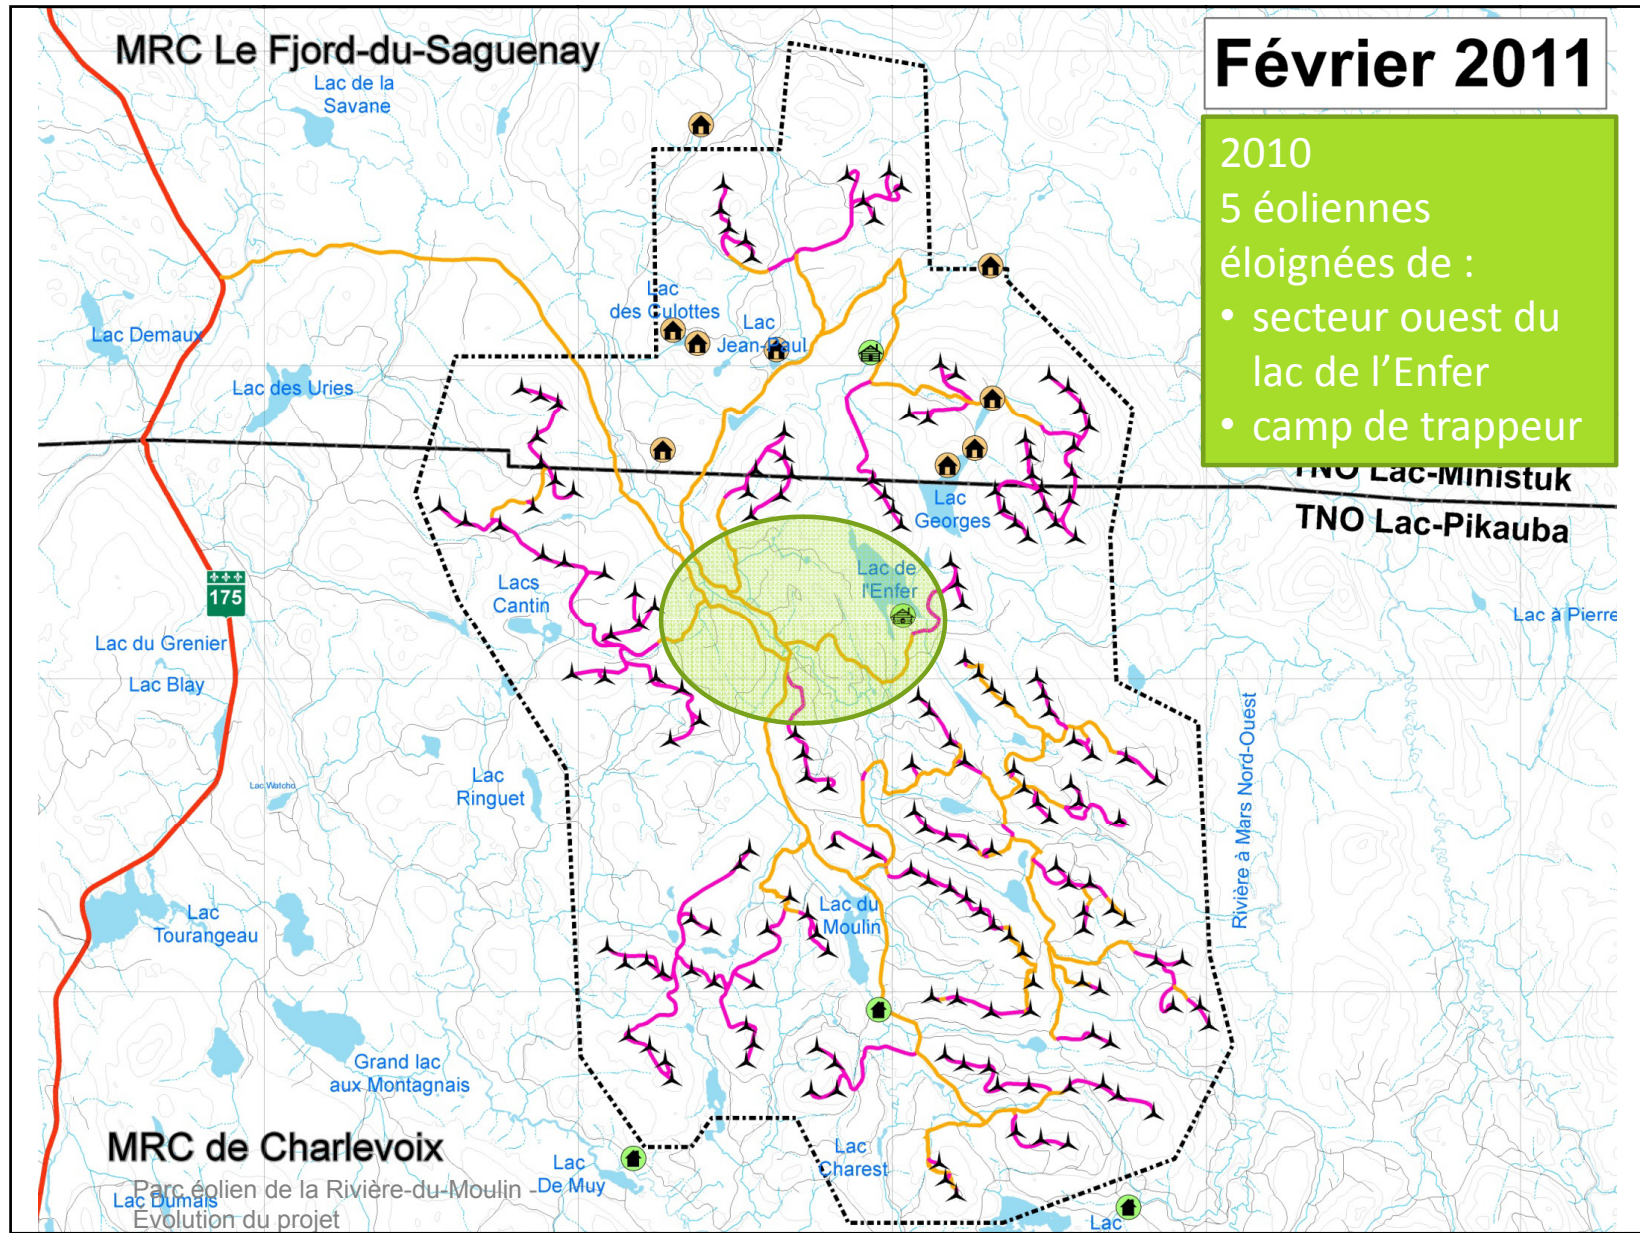 MRC Le Fjord-du-Saguenay
Février 2011
Lac de la
Savane
2010
5 éoliennes
éloignées de :
• secteur ouest du
lac de l'Enfer
• camp de trappeur
Lac
des Culottes
Lac
Jean-Paul
Lac Demaux
Lac des Uries
TNO Lac-Ministuk
TNO Lac-Pikauba
Lac
Georges
Lac de
l'Enfer
175
Lacs
Cantin
Lac à Pierre
Lac du Grenier
Lac Blay
Rivière à Mars Nord-Ouest
Lac
Ringuet
Lac Watcho
Lac
Tourangeau
Lac du
Moulin
Grand lac
aux Montagnais
MRC de Charlevoix
Lac
De Muy
Lac
Charest
Lac Dumais
Parc éolien de la Rivière-du-Moulin -
Évolution du projet
Lac